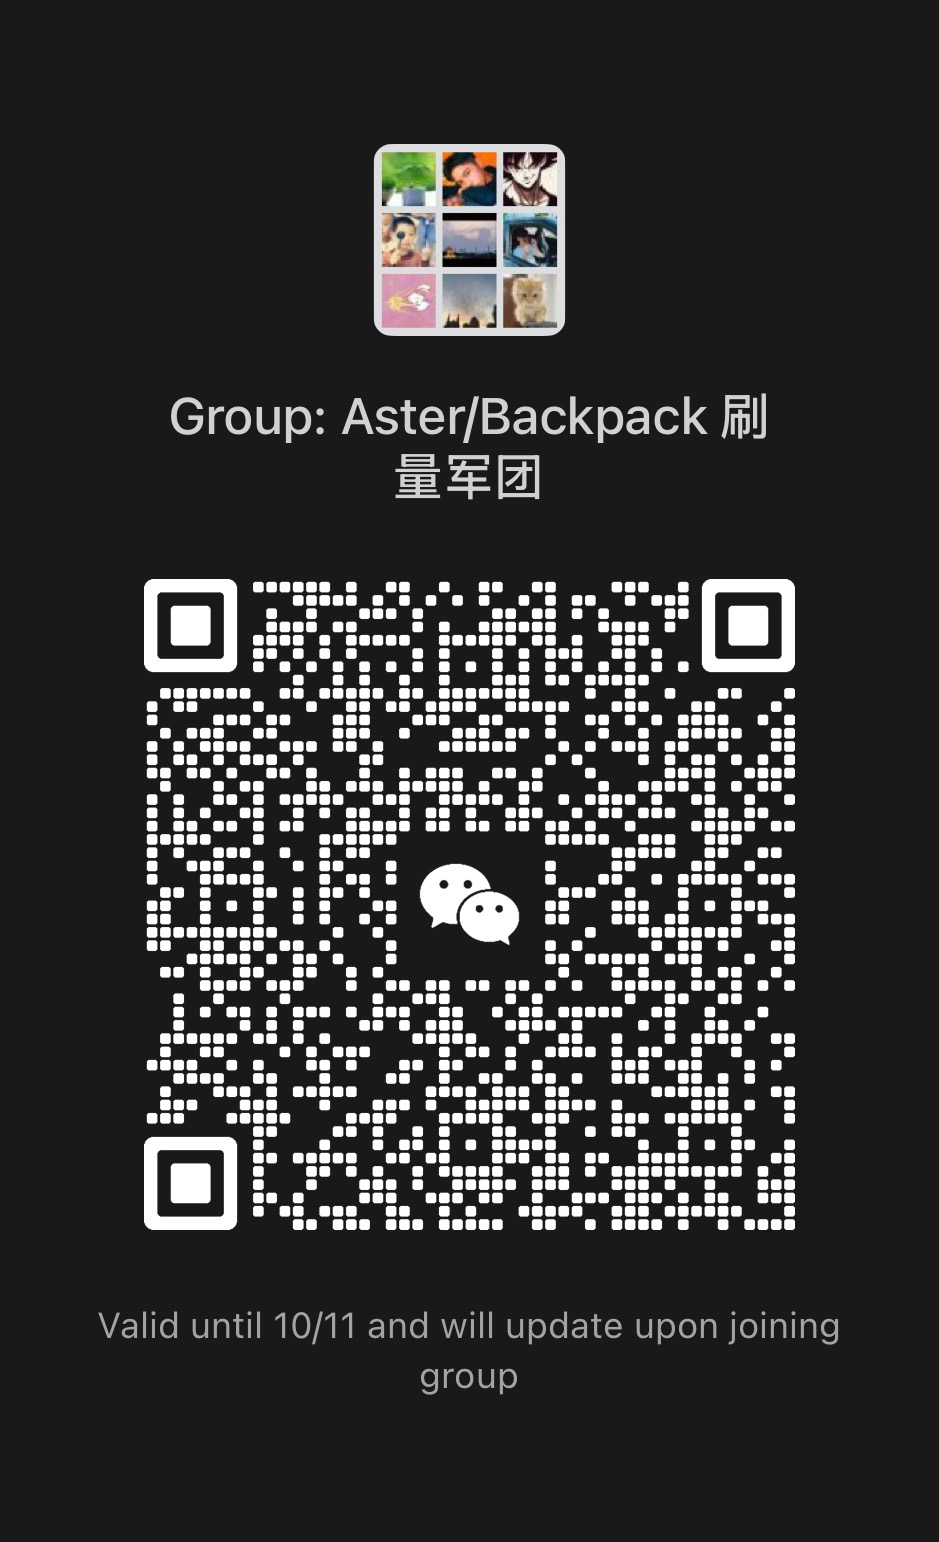 Group: Aster/Backpack 刷
量军团
Valid until 10/11 and will update upon joining
group